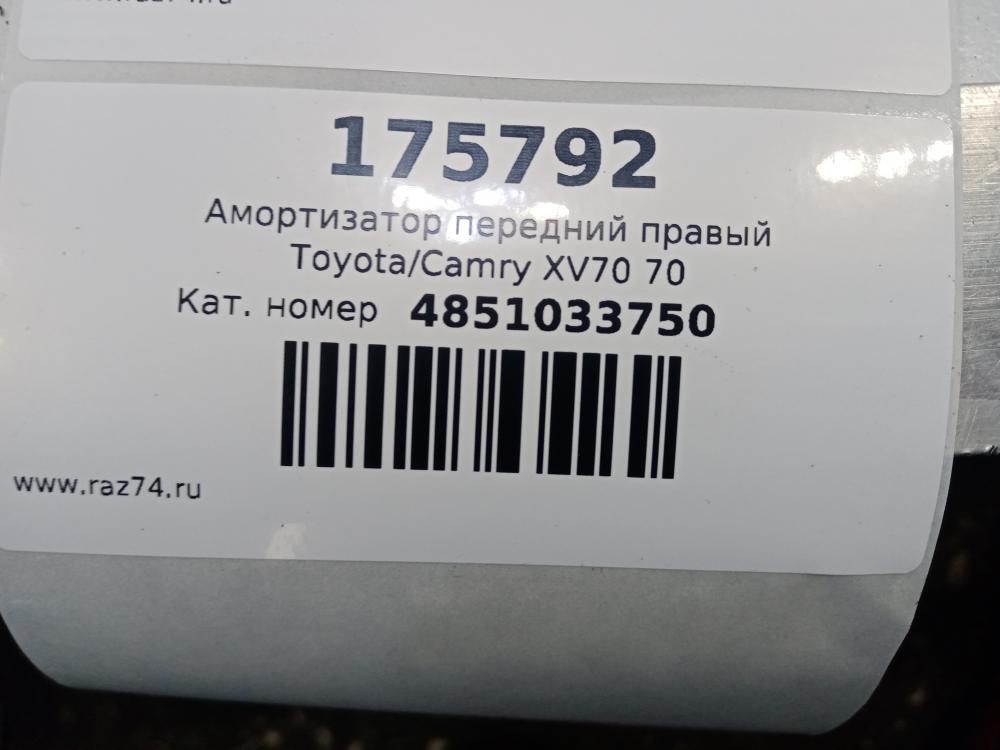 175792
Амортизатор передний правый
Toyota/Camry XV70 70
Кат. номер 4851033750
www.raz74.ru